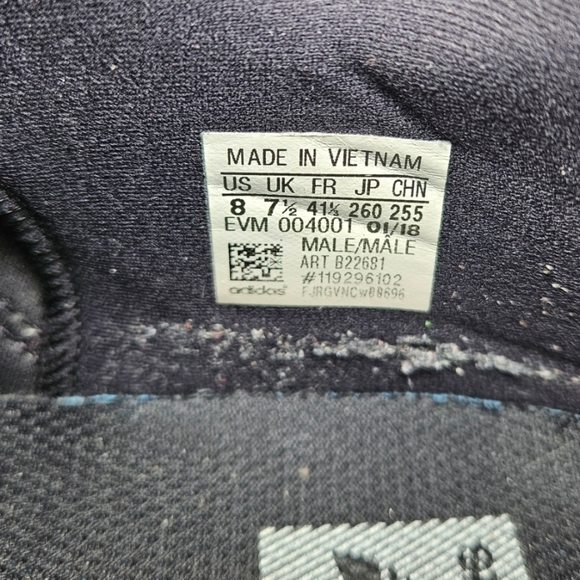 MADE IN VIETNAM
US UK FR JP CHN
8 7½ 41⅓ 260 255
EVM 004001 01/18
MALE/MÂLE
ART B22681
#119296102
adidas